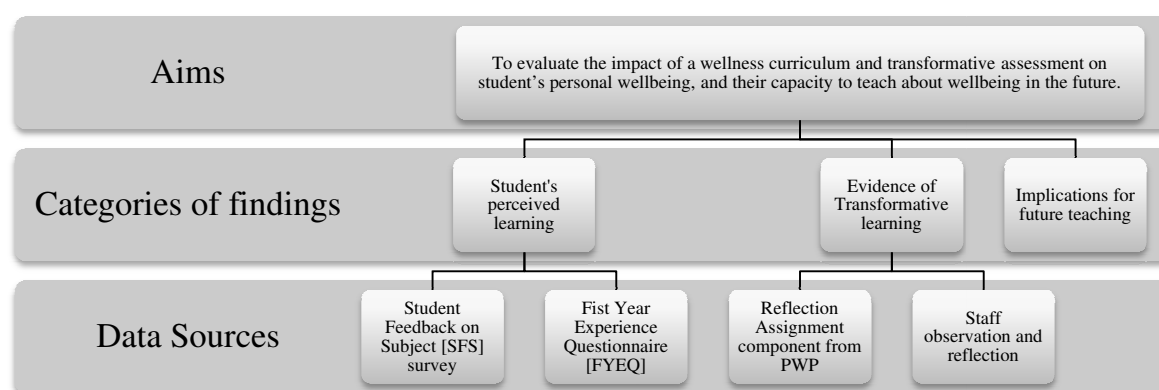 Aims
To evaluate the impact of a wellness curriculum and transformative assessment on
student's personal wellbeing, and their capacity to teach about wellbeing in the future.
Categories of findings
Student's
perceived
learning
Evidence of
Transformative
learning
Implications for
future teaching
Data Sources
Student
Feedback on
Subject [SFS]
survey
Fist Year
Experience
Questionnaire
[FYEQ]
Reflection
Assignment
component from
PWP
Staff
observation and
reflection